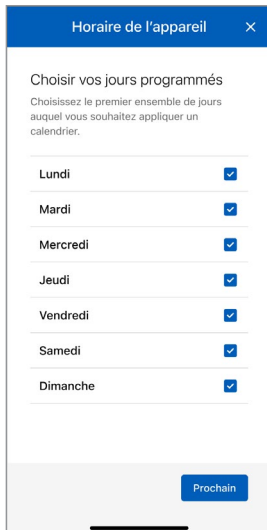 Horaire de l'appareil
Choisir vos jours programmés
Choisissez le premier ensemble de jours
auquel vous souhaitez appliquer un
calendrier.
Lundi
Mardi
Mercredi
Jeudi
Vendredi
Samedi
Dimanche
Prochain